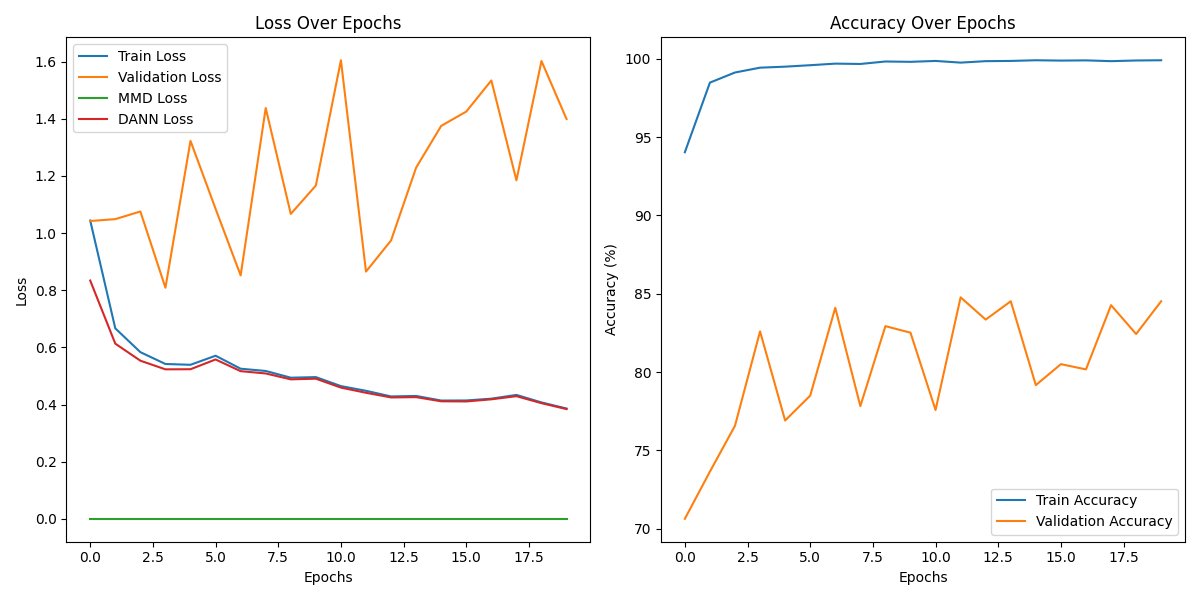 Loss Over Epochs
Train Loss
Validation Loss
MMD Loss
DANN Loss
1.6
1.4
1.2
1.0
0.8
0.6
0.4
0.2
0.0
Loss
0.0 2.5 5.0 7.5 10.0 12.5 15.0 17.5
Epochs
Accuracy Over Epochs
100
95
90
85
80
75
70
Accuracy (%)
Train Accuracy
Validation Accuracy
0.0 2.5 5.0 7.5 10.0 12.5 15.0 17.5
Epochs